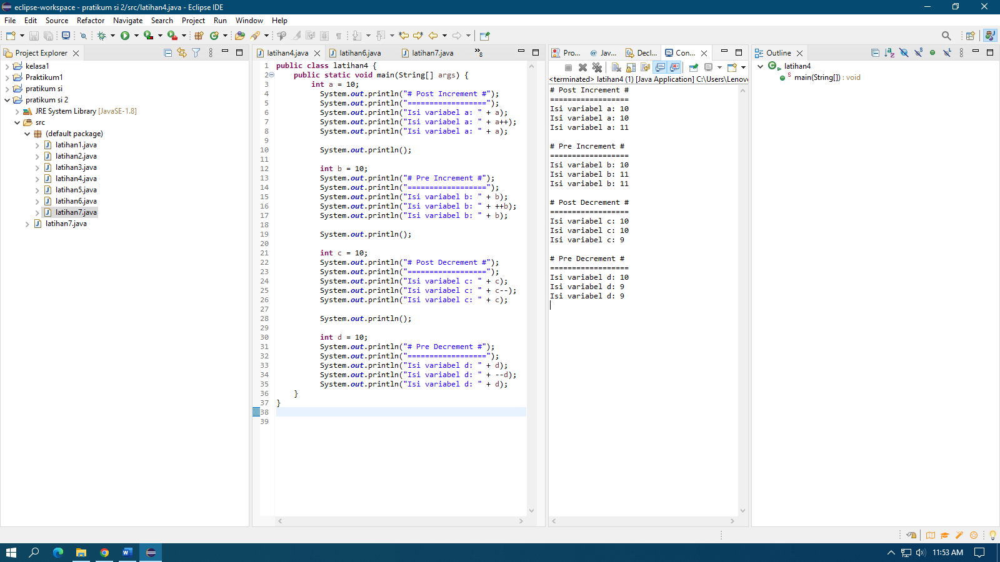 eclipse-workspace - pratikum si 2/src/latihan4.java - Eclipse IDE
File Edit Source Refactor Navigate Search Project Run Window Help
Project Explorer
kelasa1
Praktikum1
pratikum si
pratikum si 2
JRE System Library [JavaSE-1.8]
src
(default package)
latihan1.java
latihan2.java
latihan3.java
latihan4.java
latihan5.java
latihan6.java
latihan7.java
latihan7.java
latihan4.java latihan6.java latihan7.java »8
1 public class latihan4 {
2 public static void main(String[] args) {
3 int a = 10;
4 System.out.println("# Post Increment #");
5 System.out.println("==================");
6 System.out.println("Isi variabel a: " + a);
7 System.out.println("Isi variabel a: " + a++);
8 System.out.println("Isi variabel a: " + a);
9
10 System.out.println();
11
12 int b = 10;
13 System.out.println("# Pre Increment #");
14 System.out.println("==================");
15 System.out.println("Isi variabel b: " + b);
16 System.out.println("Isi variabel b: " + ++b);
17 System.out.println("Isi variabel b: " + b);
18
19 System.out.println();
20
21 int c = 10;
22 System.out.println("# Post Decrement #");
23 System.out.println("==================");
24 System.out.println("Isi variabel c: " + c);
25 System.out.println("Isi variabel c: " + c--);
26 System.out.println("Isi variabel c: " + c);
27
28 System.out.println();
29
30 int d = 10;
31 System.out.println("# Pre Decrement #");
32 System.out.println("==================");
33 System.out.println("Isi variabel d: " + d);
34 System.out.println("Isi variabel d: " + --d);
35 System.out.println("Isi variabel d: " + d);
36 }
37 }
38
39
Pro... Jav... Decl... Con...
<terminated> latihan4 (1) [Java Application] C:\Users\Lenov
# Post Increment #
==================
Isi variabel a: 10
Isi variabel a: 10
Isi variabel a: 11
# Pre Increment #
==================
Isi variabel b: 10
Isi variabel b: 11
Isi variabel b: 11
# Post Decrement #
==================
Isi variabel c: 10
Isi variabel c: 10
Isi variabel c: 9
# Pre Decrement #
==================
Isi variabel d: 10
Isi variabel d: 9
Isi variabel d: 9
Outline
latihan4
main(String[]) : void
11:53 AM